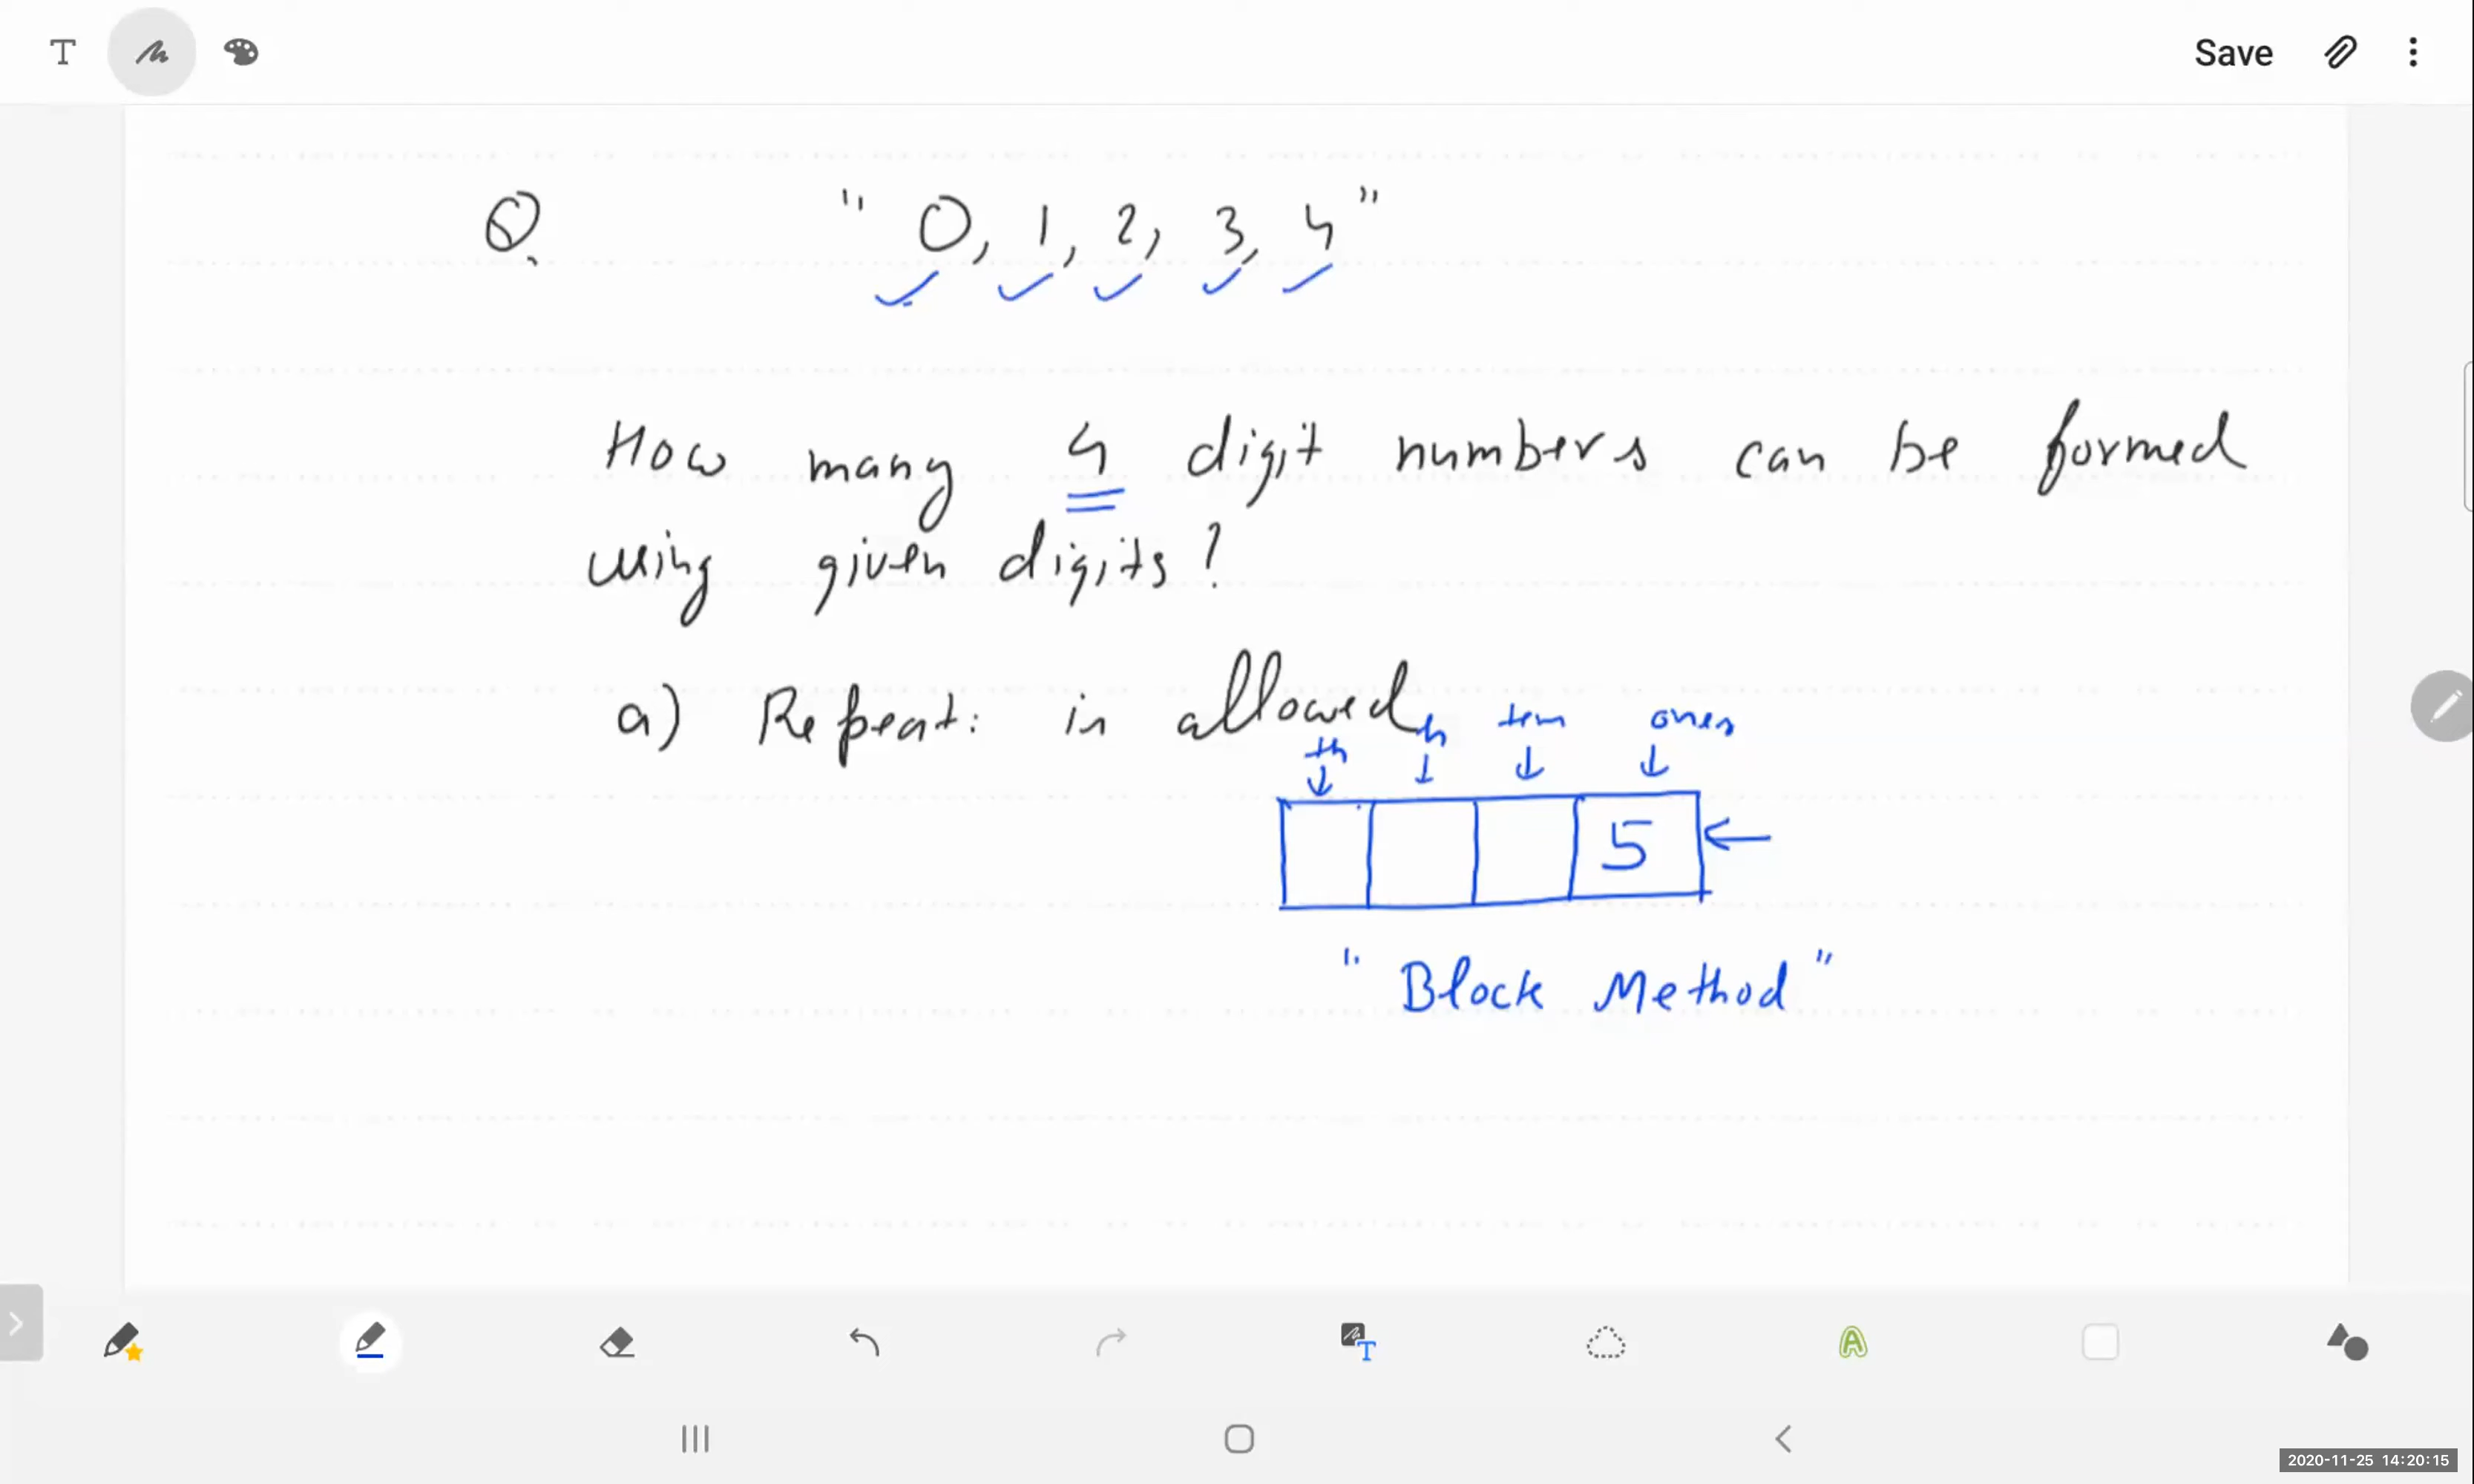 Save
Q. " 0, 1, 2, 3, 4 "
How many 4 digit numbers can be formed
using given digits?
a) Repeat: is allowed
th h ten ones
5
" Block Method "
2020-11-25 14:20:15